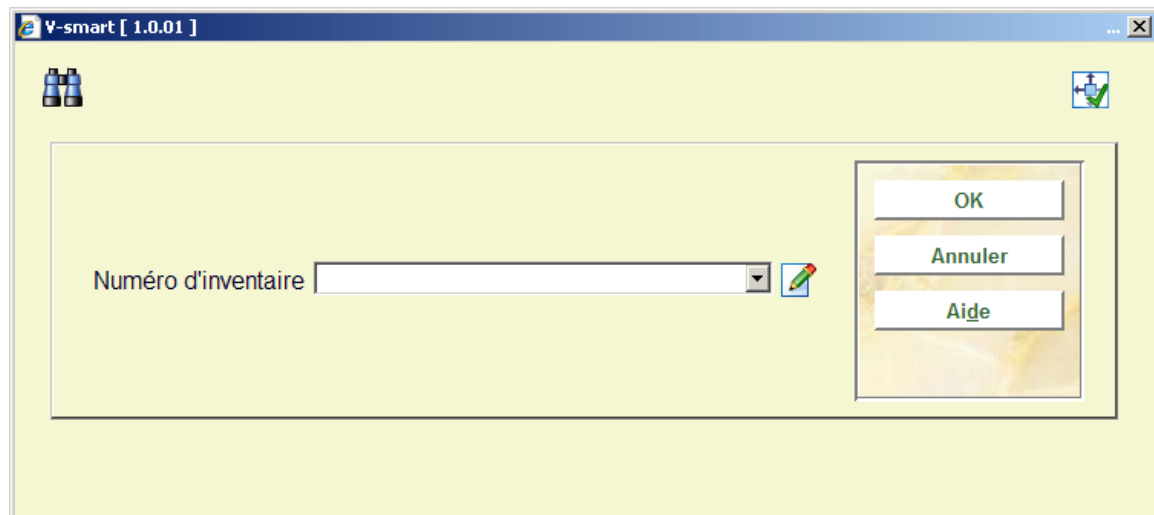 V-smart [ 1.0.01 ]
...
OK
Annuler
Numéro d'inventaire
Aide